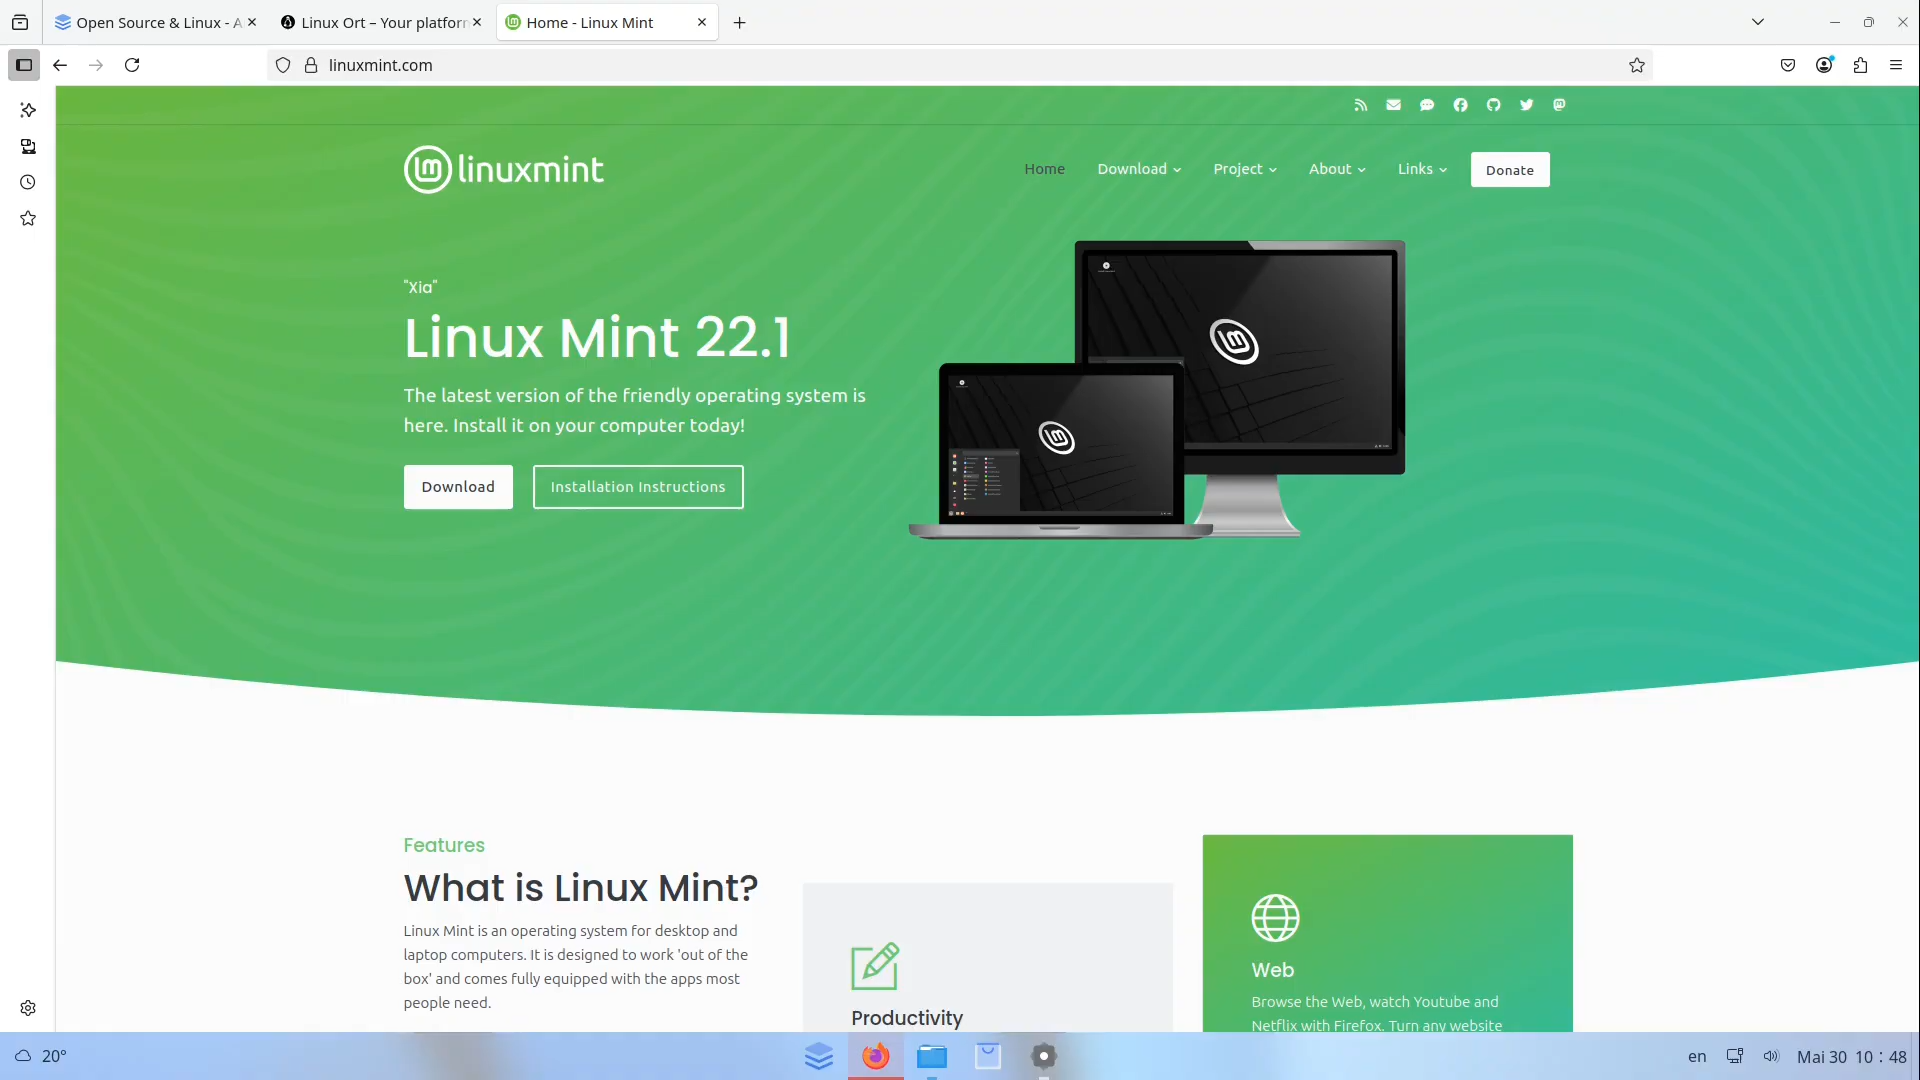 Open Source & Linux - A
Linux Ort – Your platfor
Home - Linux Mint
linuxmint.com
linuxmint
Home
Download
Project
About
Links
Donate
"Xia"
Linux Mint 22.1
The latest version of the friendly operating system is
here. Install it on your computer today!
Download
Installation Instructions
Features
What is Linux Mint?
Linux Mint is an operating system for desktop and
laptop computers. It is designed to work 'out of the
box' and comes fully equipped with the apps most
people need.
Productivity
Web
Browse the Web, watch Youtube and
Netflix with Firefox. Turn any website
20°
en
Mai 30 10 : 48